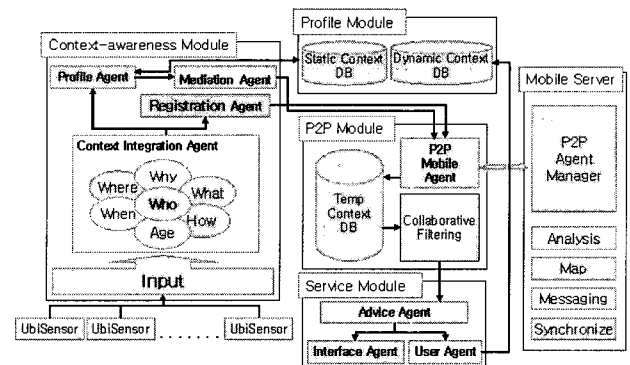 Context-awareness Module
Profile Agent
Mediation Agent
Registration Agent
Context Integration Agent
Why
Where
What
Who
When
How
Age
Input
UbiSensor
UbiSensor
. . . . . .
UbiSensor
Profile Module
Static Context
DB
Dynamic Context
DB
P2P Module
P2P
Mobile
Agent
Temp
Context
DB
Collaborative
Filtering
Service Module
Advice Agent
Interface Agent
User Agent
Mobile Server
P2P
Agent
Manager
Analysis
Map
Messaging
Synchronize